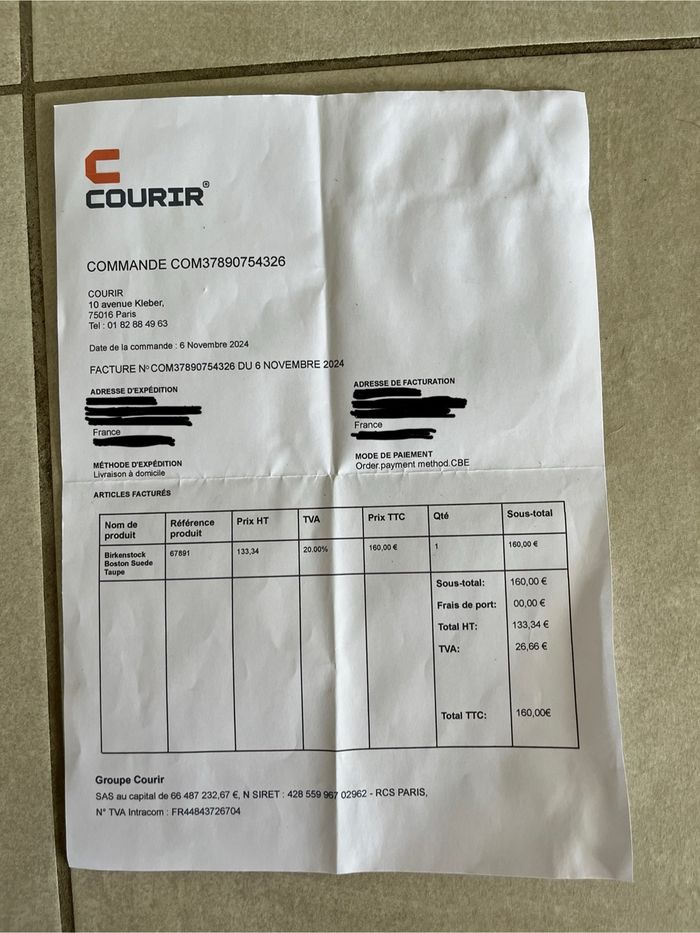 COURIR®
COMMANDE COM37890754326
COURIR
10 avenue Kleber,
75016 Paris
Tel : 01 82 88 49 63
Date de la commande : 6 Novembre 2024
FACTURE N° COM37890754326 DU 6 NOVEMBRE 2024
ADRESSE D'EXPÉDITION
France
ADRESSE DE FACTURATION
France
MÉTHODE D'EXPÉDITION
Livraison à domicile
MODE DE PAIEMENT
Order.payment method.CBE
ARTICLES FACTURÉS
Nom de produit Référence produit Prix HT TVA Prix TTC Qté Sous-total
Birkenstock Boston Suede Taupe 67891 133,34 20.00% 160,00 € 1 160,00 €
Sous-total: 160,00 €
Frais de port: 00,00 €
Total HT: 133,34 €
TVA: 26,66 €
Total TTC: 160,00€
Groupe Courir
SAS au capital de 66 487 232,67 €, N SIRET : 428 559 967 02962 - RCS PARIS,
N° TVA Intracom : FR44843726704